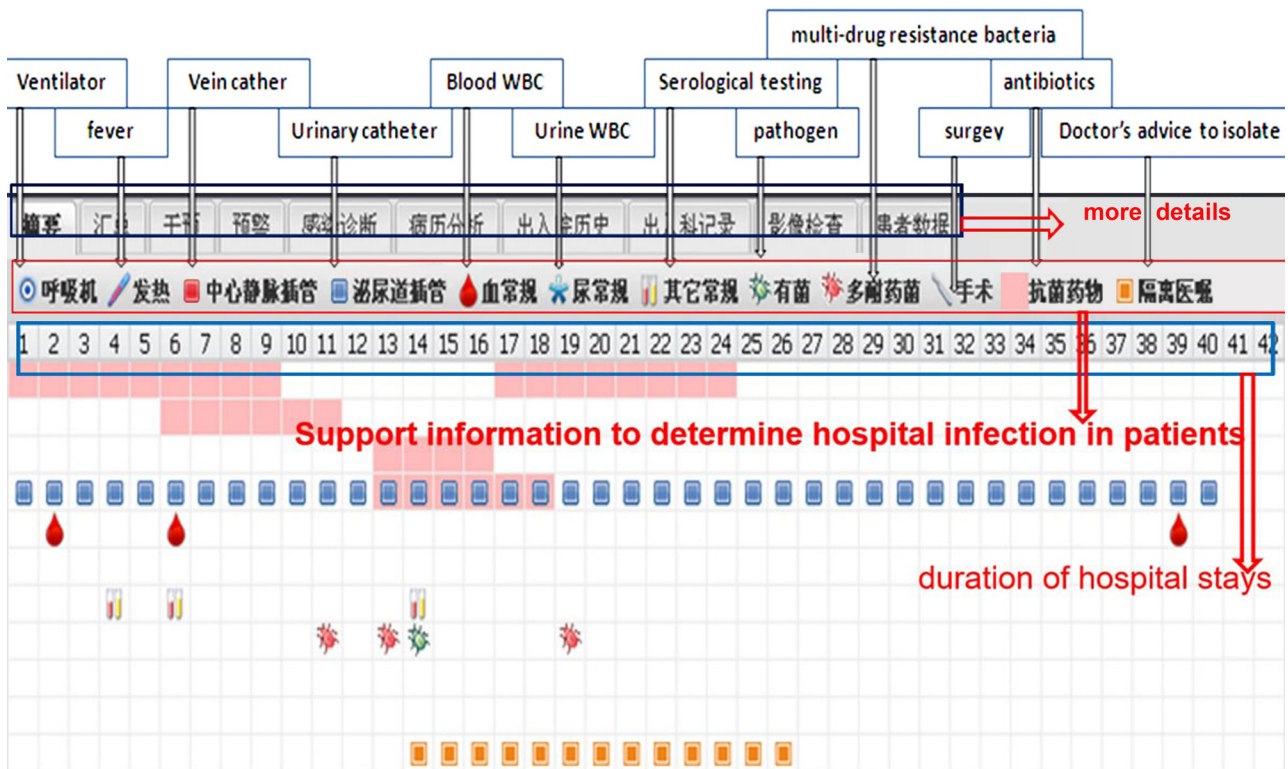 multi-drug resistance bacteria
Ventilator
Vein cather
Blood WBC
Serological testing
antibiotics
fever
Urinary catheter
Urine WBC
pathogen
surgey
Doctor's advice to isolate
摘要 汇总 干预 预警 感染诊断 病历分析 出入院历史 出入科记录 影像检查 患者数据
more details
呼吸机 发热 中心静脉插管 泌尿道插管 血常规 尿常规 其它常规 有菌 多耐药菌 手术 抗菌药物 隔离医嘱
1 2 3 4 5 6 7 8 9 10 11 12 13 14 15 16 17 18 19 20 21 22 23 24 25 26 27 28 29 30 31 32 33 34 35 36 37 38 39 40 41 42
Support information to determine hospital infection in patients
duration of hospital stays